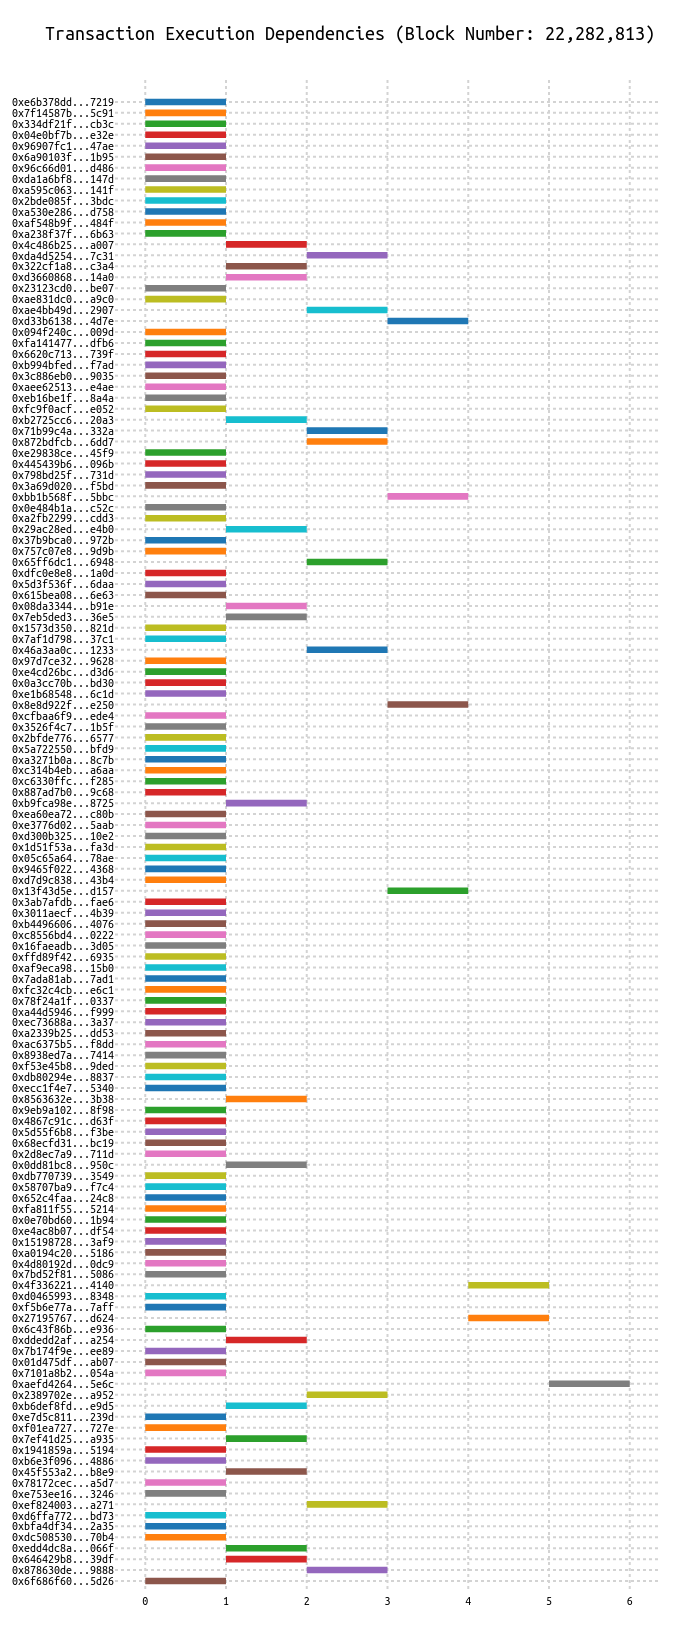 Transaction Execution Dependencies (Block Number: 22,282,813)
0xe6b378dd...7219
0x7f14587b...5c91
0x334df21f...cb3c
0x04e0bf7b...e32e
0x96907fc1...47ae
0x6a90103f...1b95
0x96c66d01...d486
0xda1a6bf8...147d
0xa595c063...141f
0x2bde085f...3bdc
0xa530e286...d758
0xaf548b9f...484f
0xa238f37f...6b63
0x4c486b25...a007
0xda4d5254...7c31
0x322cf1a8...c3a4
0xd3660868...14a0
0x23123cd0...be07
0xae831dc0...a9c0
0xae4bb49d...2907
0xd33b6138...4d7e
0x094f240c...009d
0xfa141477...dfb6
0x6620c713...739f
0xb994bfed...f7ad
0x3c886eb0...9035
0xaee62513...e4ae
0xeb16be1f...8a4a
0xfc9f0acf...e052
0xb2725cc6...20a3
0x71b99c4a...332a
0x872bdfcb...6dd7
0xe29838ce...45f9
0x445439b6...096b
0x798bd25f...731d
0x3a69d020...f5bd
0xbb1b568f...5bbc
0x0e484b1a...c52c
0xa2fb2299...cdd3
0x29ac28ed...e4b0
0x37b9bca0...972b
0x757c07e8...9d9b
0x65ff6dc1...6948
0xdfc0e8e8...1a0d
0x5d3f536f...6daa
0x615bea08...6e63
0x08da3344...b91e
0x7eb5ded3...36e5
0x1573d350...821d
0x7af1d798...37c1
0x46a3aa0c...1233
0x97d7ce32...9628
0xe4cd26bc...d3d6
0x0a3cc70b...bd30
0xe1b68548...6c1d
0x8e8d922f...e250
0xcfbaa6f9...ede4
0x3526f4c7...1b5f
0x2bfde776...6577
0x5a722550...bfd9
0xa3271b0a...8c7b
0xc314b4eb...a6aa
0xc6330ffc...f285
0x887ad7b0...9c68
0xb9fca98e...8725
0xea60ea72...c80b
0xe3776d02...5aab
0xd300b325...10e2
0x1d51f53a...fa3d
0x05c65a64...78ae
0x9465f022...4368
0xd7d9c838...43b4
0x13f43d5e...d157
0x3ab7afdb...fae6
0x3011aecf...4b39
0xb4496606...4076
0xc8556bd4...0222
0x16faeadb...3d05
0xffd89f42...6935
0xaf9eca98...15b0
0x7ada81ab...7ad1
0xfc32c4cb...e6c1
0x78f24a1f...0337
0xa44d5946...f999
0xec73688a...3a37
0xa2339b25...dd53
0xac6375b5...f8dd
0x8938ed7a...7414
0xf53e45b8...9ded
0xdb80294e...8837
0xecc1f4e7...5340
0x8563632e...3b38
0x9eb9a102...8f98
0x4867c91c...d63f
0x5d55f6b8...f3be
0x68ecfd31...bc19
0x2d8ec7a9...711d
0x0dd81bc8...950c
0xdb770739...3549
0x58707ba9...f7c4
0x652c4faa...24c8
0xfa811f55...5214
0x0e70bd60...1b94
0xe4ac8b07...df54
0x15198728...3af9
0xa0194c20...5186
0x4d80192d...0dc9
0x7bd52f81...5086
0x4f336221...4140
0xd0465993...8348
0xf5b6e77a...7aff
0x27195767...d624
0x6c43f86b...e936
0xddedd2af...a254
0x7b174f9e...ee89
0x01d475df...ab07
0x7101a8b2...054a
0xaefd4264...5e6c
0x2389702e...a952
0xb6def8fd...e9d5
0xe7d5c811...239d
0xf01ea727...727e
0x7ef41d25...a935
0x1941859a...5194
0xb6e3f096...4886
0x45f553a2...b8e9
0x78172cec...a5d7
0xe753ee16...3246
0xef824003...a271
0xd6ffa772...bd73
0xbfa4df34...2a35
0xdc508530...70b4
0xedd4dc8a...066f
0x646429b8...39df
0x878630de...9888
0x6f686f60...5d26
0 1 2 3 4 5 6